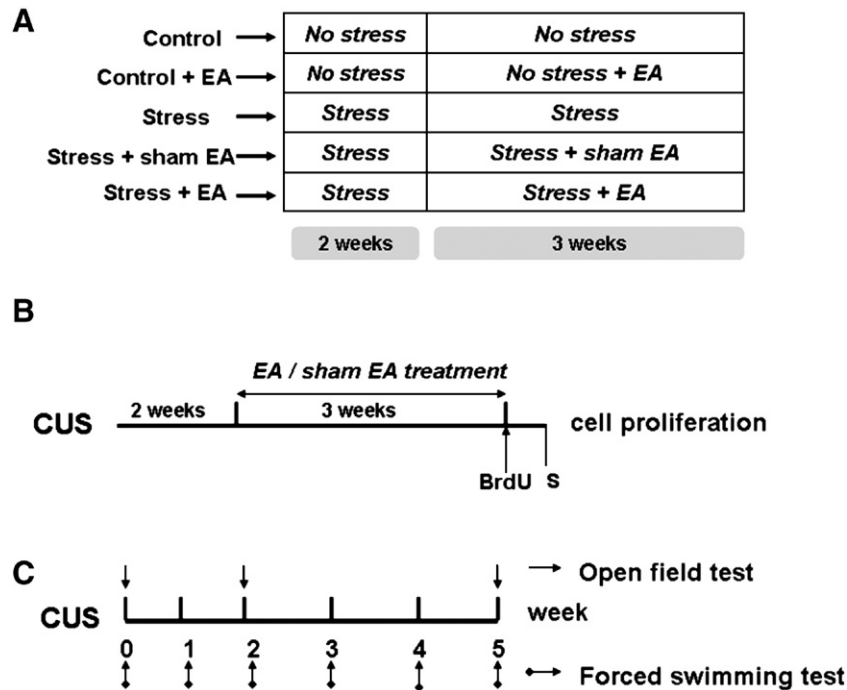 A
Control No stress No stress
Control + EA No stress No stress + EA
Stress Stress Stress
Stress + sham EA Stress Stress + sham EA
Stress + EA Stress Stress + EA
2 weeks 3 weeks
B
EA / sham EA treatment
2 weeks 3 weeks
CUS cell proliferation
BrdU S
C
Open field test
CUS week
0 1 2 3 4 5
Forced swimming test